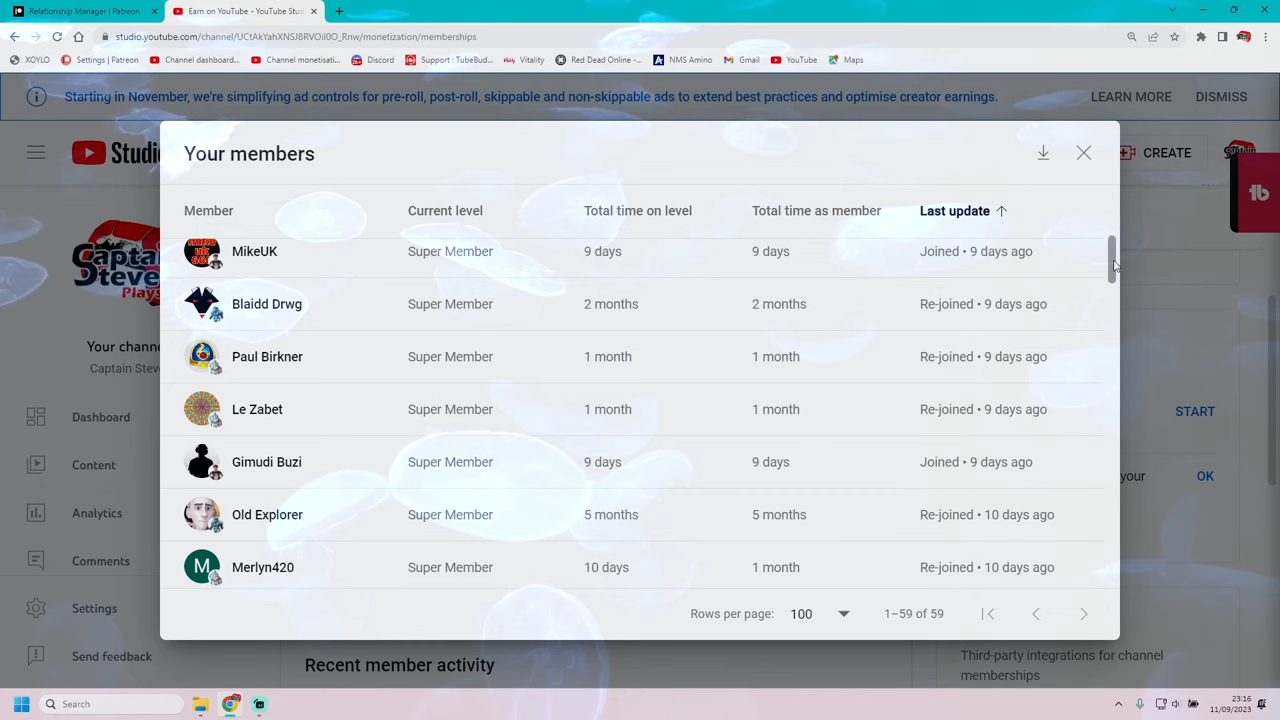 Relationship Manager | Patreon
Earn on YouTube - YouTube Studi
studio.youtube.com/channel/UCtAkYahXNSJ8RVOiI0O_Rnw/monetization/memberships
XOYLO
Settings | Patreon
Channel dashboard...
Channel monetisati...
Discord
Support : TubeBud...
Vitality
Red Dead Online -...
NMS Amino
Gmail
YouTube
Maps
Starting in November, we're simplifying ad controls for pre-roll, post-roll, skippable and non-skippable ads to extend best practices and optimise creator earnings.
LEARN MORE
DISMISS
Studi
CREATE
Your members
Member
Current level
Total time on level
Total time as member
Last update
MikeUK Super Member 9 days 9 days Joined • 9 days ago
Blaidd Drwg Super Member 2 months 2 months Re-joined • 9 days ago
Paul Birkner Super Member 1 month 1 month Re-joined • 9 days ago
Le Zabet Super Member 1 month 1 month Re-joined • 9 days ago
Gimudi Buzi Super Member 9 days 9 days Joined • 9 days ago
Old Explorer Super Member 5 months 5 months Re-joined • 10 days ago
M
Merlyn420 Super Member 10 days 1 month Re-joined • 10 days ago
Rows per page: 100 1–59 of 59
Captain
Steve
Plays
Your chann
Captain Stev
Dashboard
Content
Analytics
Comments
Settings
Send feedback
START
your
OK
tb
Recent member activity
Third-party integrations for channel
memberships
Search
23:16
11/09/2023